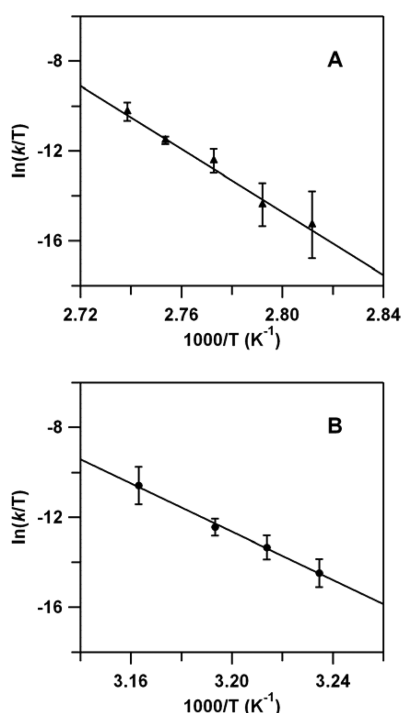 A
-8
-12
-16
ln(k/T)
2.72 2.76 2.80 2.84
1000/T (K-1)
B
-8
-12
-16
ln(k/T)
3.16 3.20 3.24
1000/T (K-1)